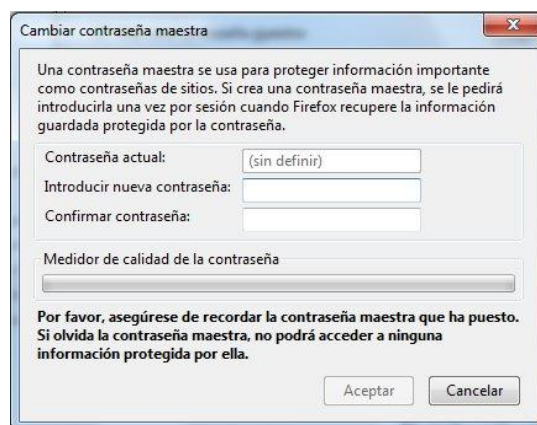 Cambiar contraseña maestra
Una contraseña maestra se usa para proteger información importante
como contraseñas de sitios. Si crea una contraseña maestra, se le pedirá
introducirla una vez por sesión cuando Firefox recupere la información
guardada protegida por la contraseña.
Contraseña actual:
(sin definir)
Introducir nueva contraseña:
Confirmar contraseña:
Medidor de calidad de la contraseña
Por favor, asegúrese de recordar la contraseña maestra que ha puesto.
Si olvida la contraseña maestra, no podrá acceder a ninguna
información protegida por ella.
Aceptar
Cancelar